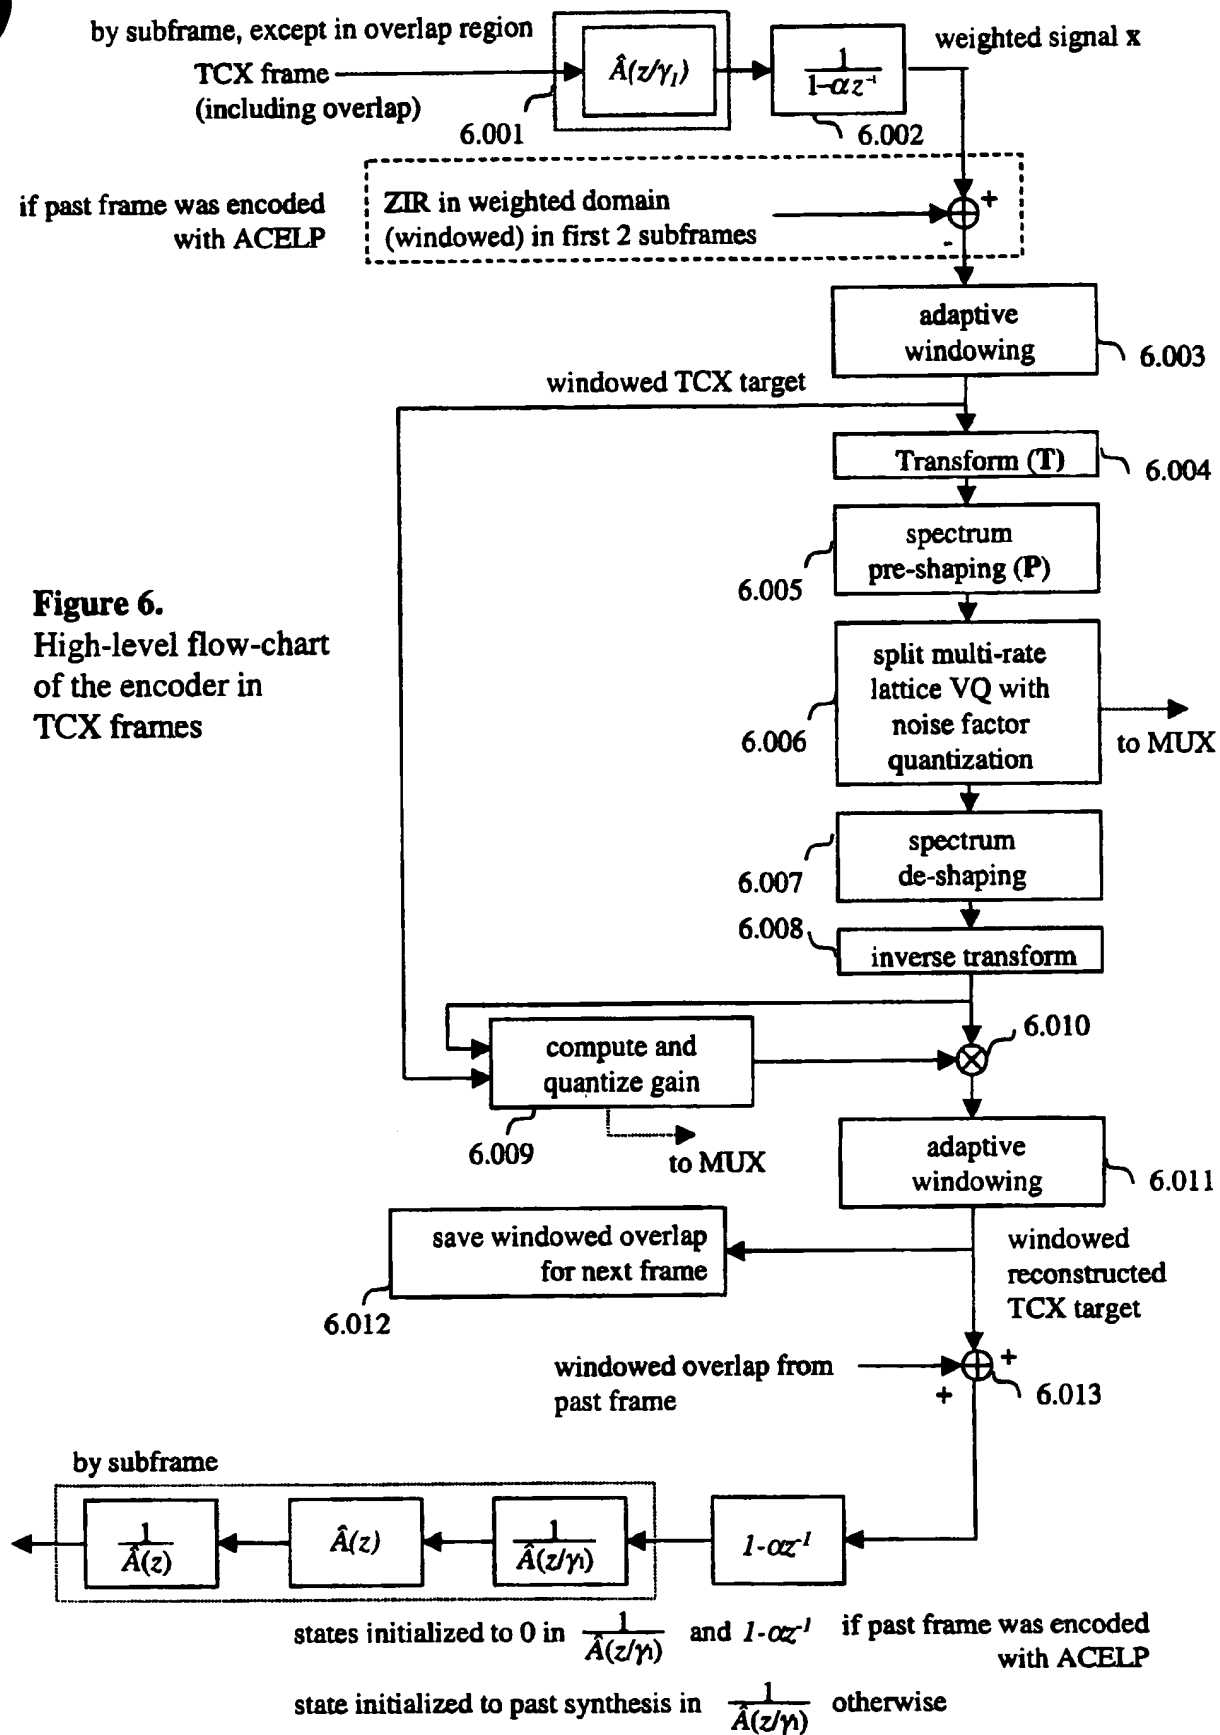 by subframe, except in overlap region
TCX frame
(including overlap)
Â(z/γ1)
1
1-αz-1
weighted signal x
6.001
6.002
if past frame was encoded
with ACELP
ZIR in weighted domain
(windowed) in first 2 subframes
+
-
adaptive
windowing
6.003
windowed TCX target
Transform (T)
6.004
spectrum
pre-shaping (P)
6.005
Figure 6.
High-level flow-chart
of the encoder in
TCX frames
split multi-rate
lattice VQ with
noise factor
quantization
6.006
to MUX
spectrum
de-shaping
6.007
6.008
inverse transform
6.010
compute and
quantize gain
6.009
to MUX
adaptive
windowing
6.011
save windowed overlap
for next frame
6.012
windowed
reconstructed
TCX target
windowed overlap from
past frame
+
+
6.013
by subframe
1
Â(z)
Â(z)
1
Â(z/γ1)
1-αz-1
states initialized to 0 in 1/Â(z/γ1) and 1-αz-1 if past frame was encoded
with ACELP
state initialized to past synthesis in 1/Â(z/γ1) otherwise